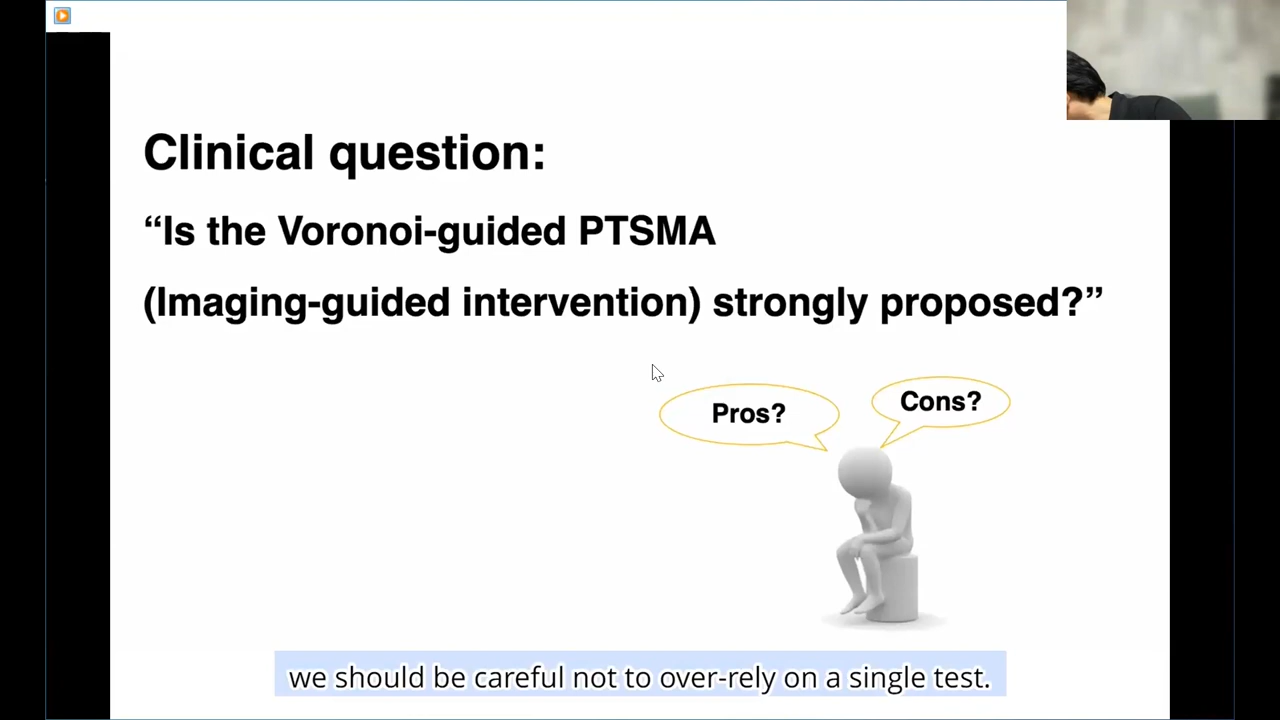 Clinical question:
“Is the Voronoi-guided PTSMA
(Imaging-guided intervention) strongly proposed?”
Pros?
Cons?
we should be careful not to over-rely on a single test.